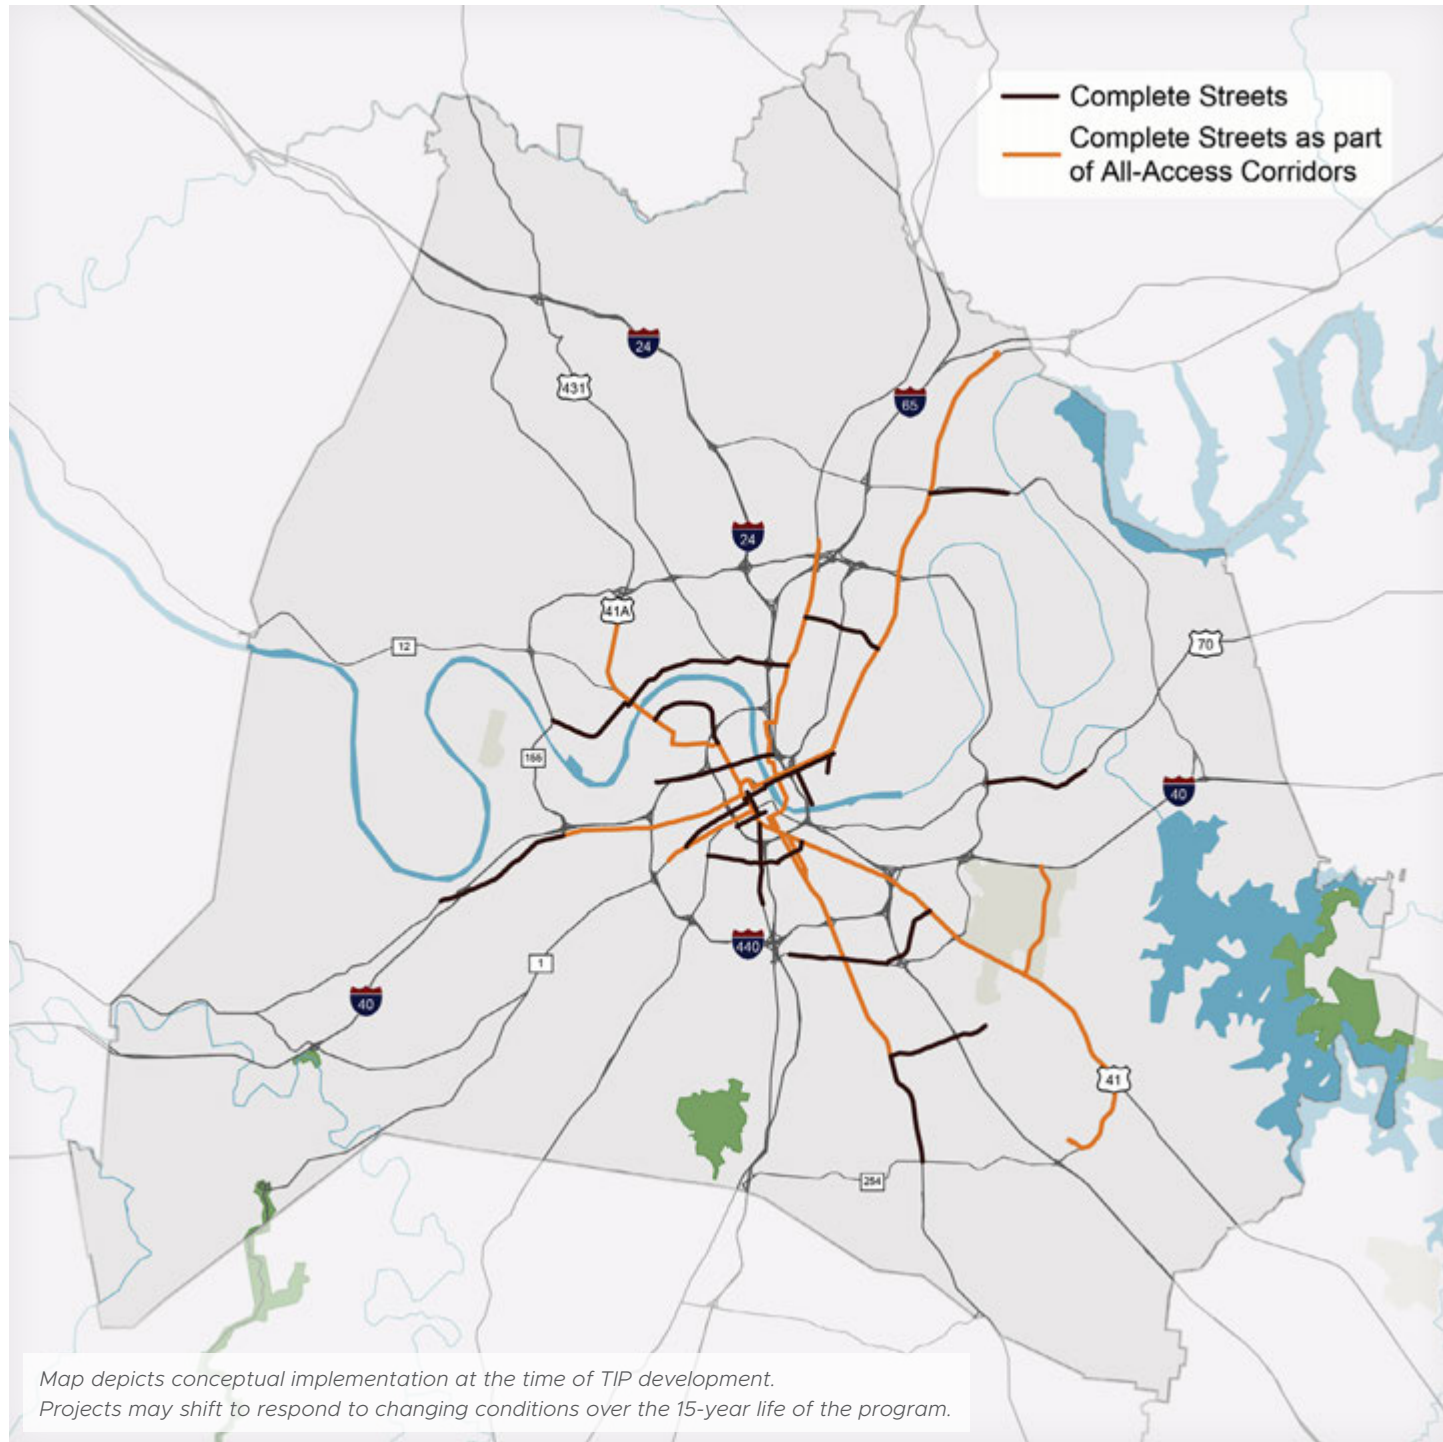 Complete Streets
Complete Streets as part
of All-Access Corridors
24
431
65
24
41A
12
70
166
40
440
1
40
41
254
Map depicts conceptual implementation at the time of TIP development.
Projects may shift to respond to changing conditions over the 15-year life of the program.